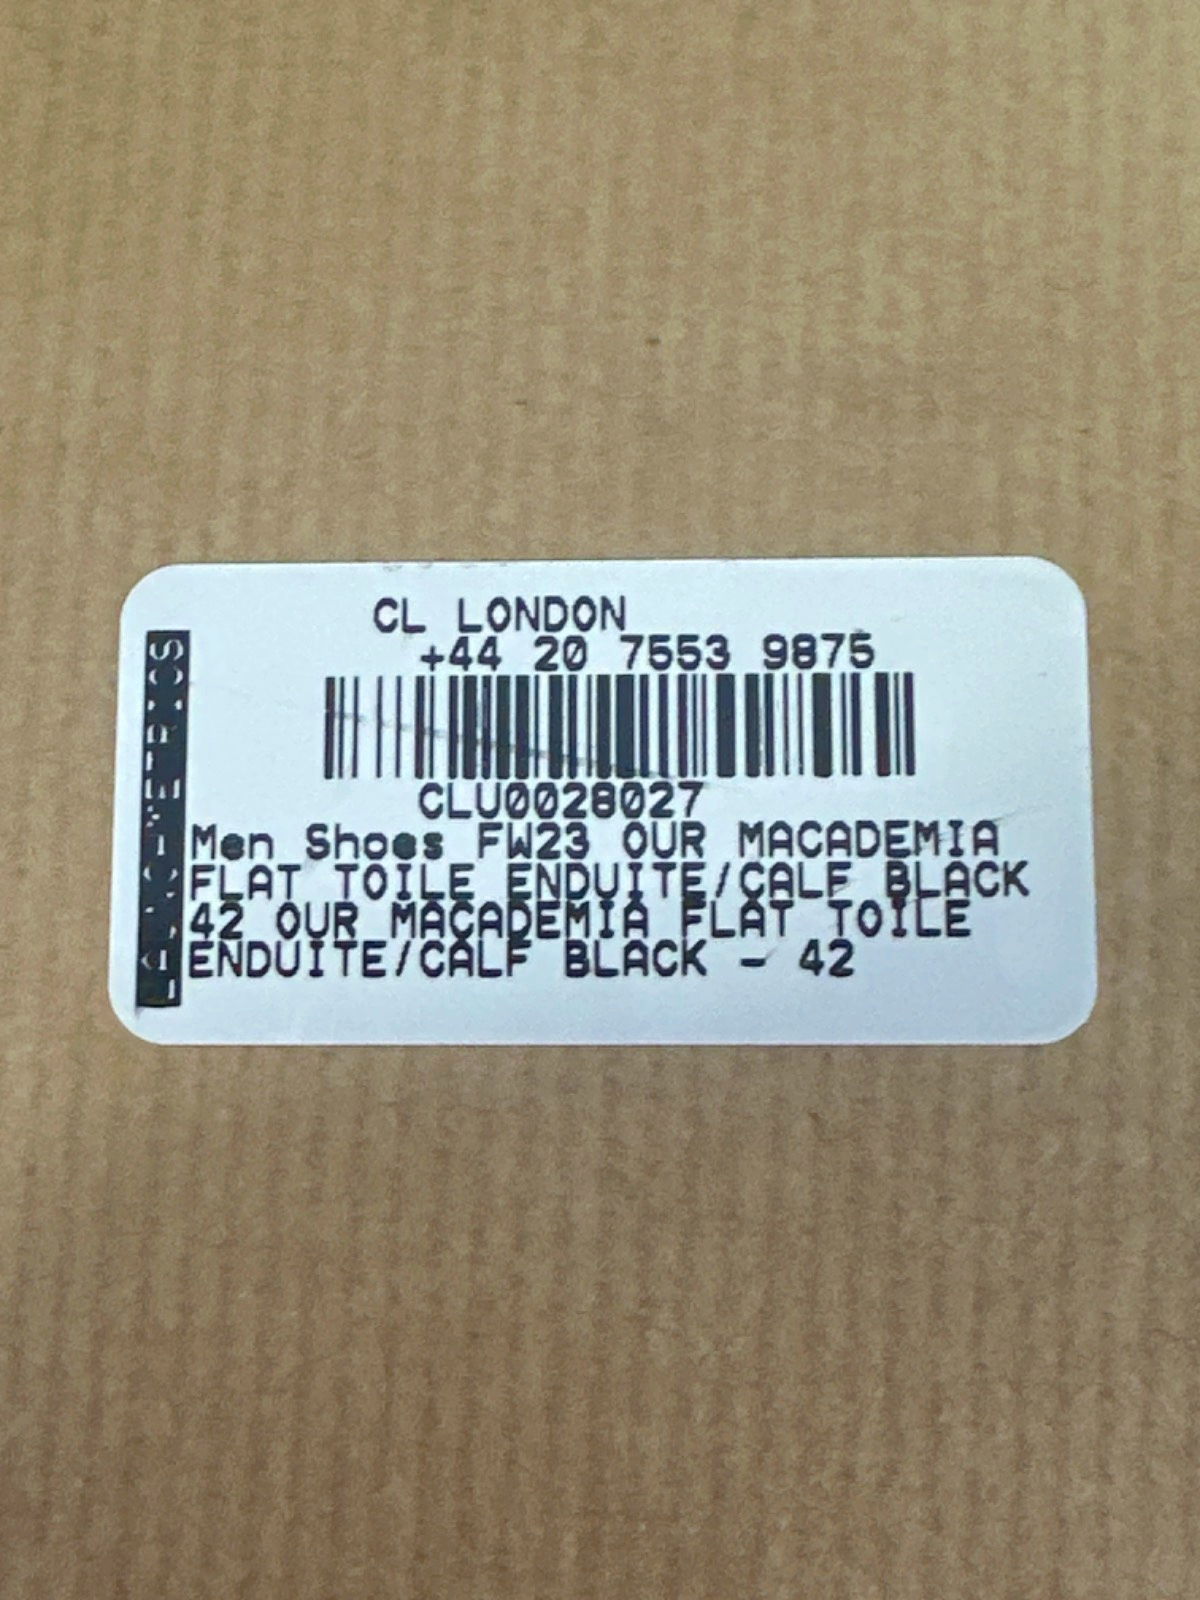 CL LONDON
+44 20 7553 9875
CLU0028027
Men Shoes FW23 OUR MACADEMIA
FLAT TOILE ENDUITE/CALF BLACK
42 OUR MACADEMIA FLAT TOILE
ENDUITE/CALF BLACK - 42